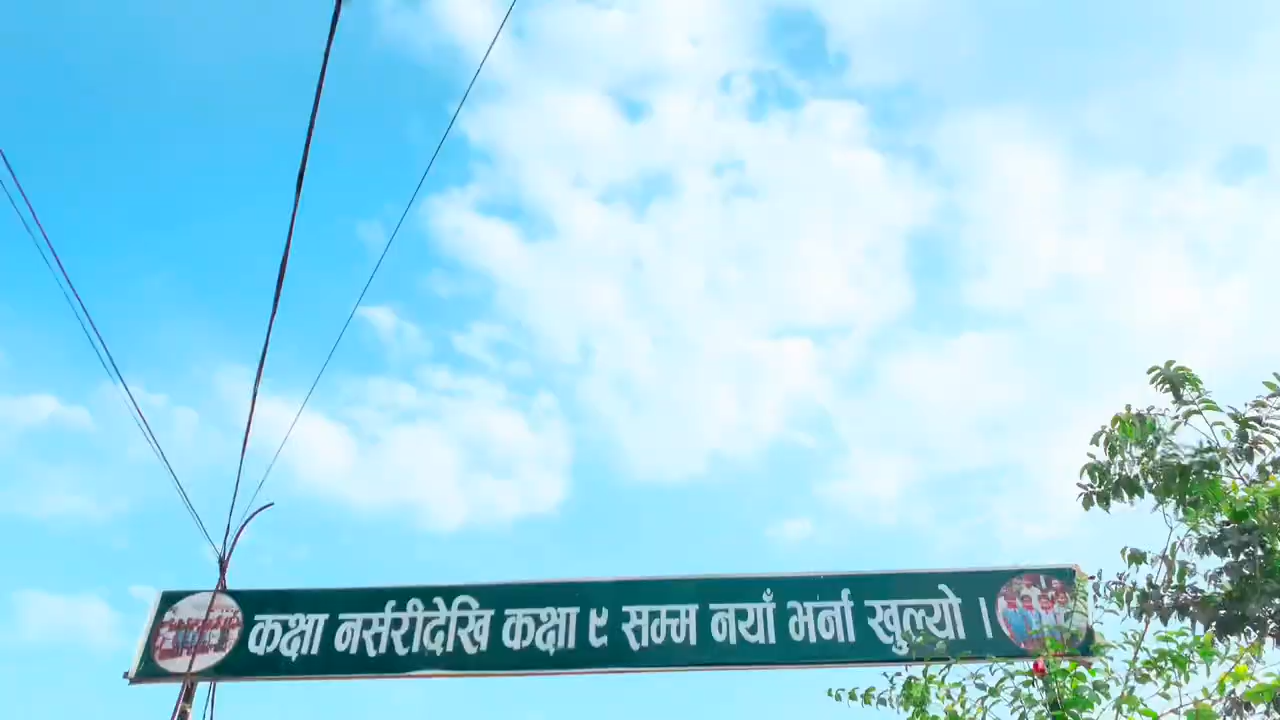 कक्षा नर्सरीदेखि कक्षा ९ सम्म नयाँ भर्ना खुल्यो ।